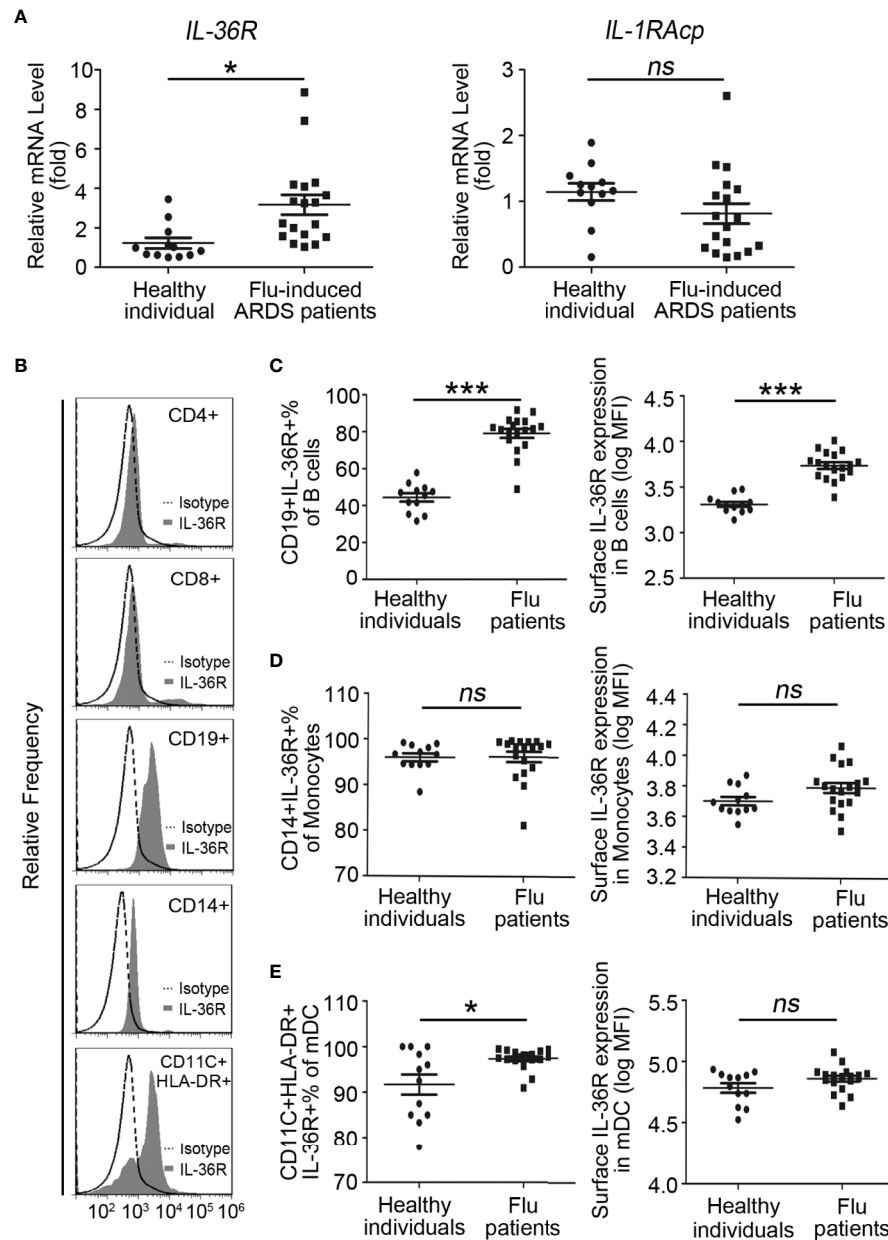 A
IL-36R
*
Relative mRNA Level
(fold)
10
8
6
4
2
0
Healthy
individual
Flu-induced
ARDS patients
IL-1RAcp
ns
Relative mRNA Level
(fold)
3
2
1
0
Healthy
individual
Flu-induced
ARDS patients
B
Relative Frequency
CD4+
Isotype
IL-36R
CD8+
Isotype
IL-36R
CD19+
Isotype
IL-36R
CD14+
Isotype
IL-36R
CD11C+
HLA-DR+
Isotype
IL-36R
10² 10³ 10⁴ 10⁵ 10⁶
C
***
CD19+IL-36R+%
of B cells
100
80
60
40
20
0
Healthy
individuals
Flu
patients
***
Surface IL-36R expression
in B cells (log MFI)
4.5
4.0
3.5
3.0
2.5
Healthy
individuals
Flu
patients
D
ns
CD14+IL-36R+%
of Monocytes
110
100
90
80
70
Healthy
individuals
Flu
patients
ns
Surface IL-36R expression
in Monocytes (log MFI)
4.4
4.2
4.0
3.8
3.6
3.4
3.2
Healthy
individuals
Flu
patients
E
*
CD11C+HLA-DR+
IL-36R+% of mDC
110
100
90
80
70
Healthy
individuals
Flu
patients
ns
Surface IL-36R expression
in mDC (log MFI)
5.5
5.0
4.5
4.0
Healthy
individuals
Flu
patients